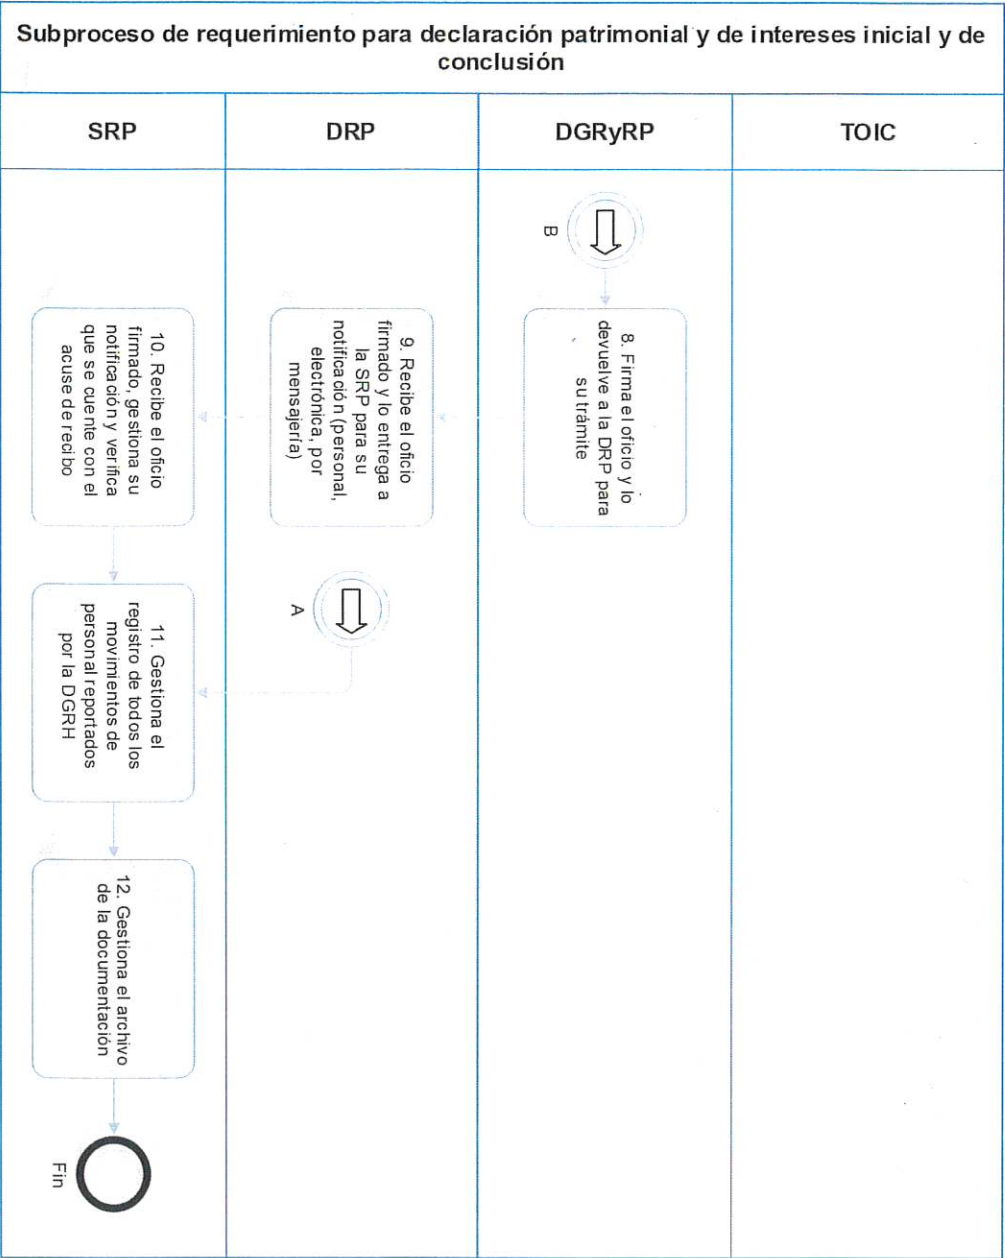 Subproceso de requerimiento para declaración patrimonial y de intereses inicial y de
conclusión
SRP
DRP
DGRyRP
TOIC
B
8. Firma el oficio y lo
devuelve a la DRP para
su trámite
9. Recibe el oficio
firmado y lo entrega a
la SRP para su
notificación (personal,
electrónica, por
mensajería)
10. Recibe el oficio
firmado, gestiona su
notificación y verifica
que se cuente con el
acuse de recibo
A
11. Gestiona el
registro de todos los
movimientos de
personal reportados
por la DGRH
12. Gestiona el archivo
de la documentación
Fin